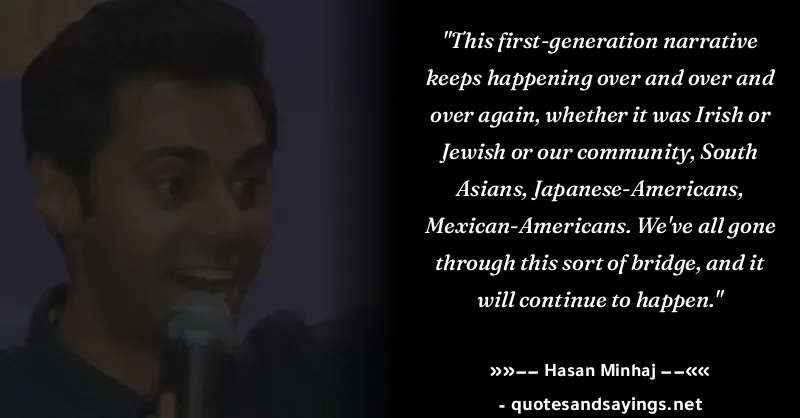 "This first-generation narrative
keeps happening over and over and
over again, whether it was Irish or
Jewish or our community, South
Asians, Japanese-Americans,
Mexican-Americans. We've all gone
through this sort of bridge, and it
will continue to happen."
»»−− Hasan Minhaj −−««
- quotesandsayings.net